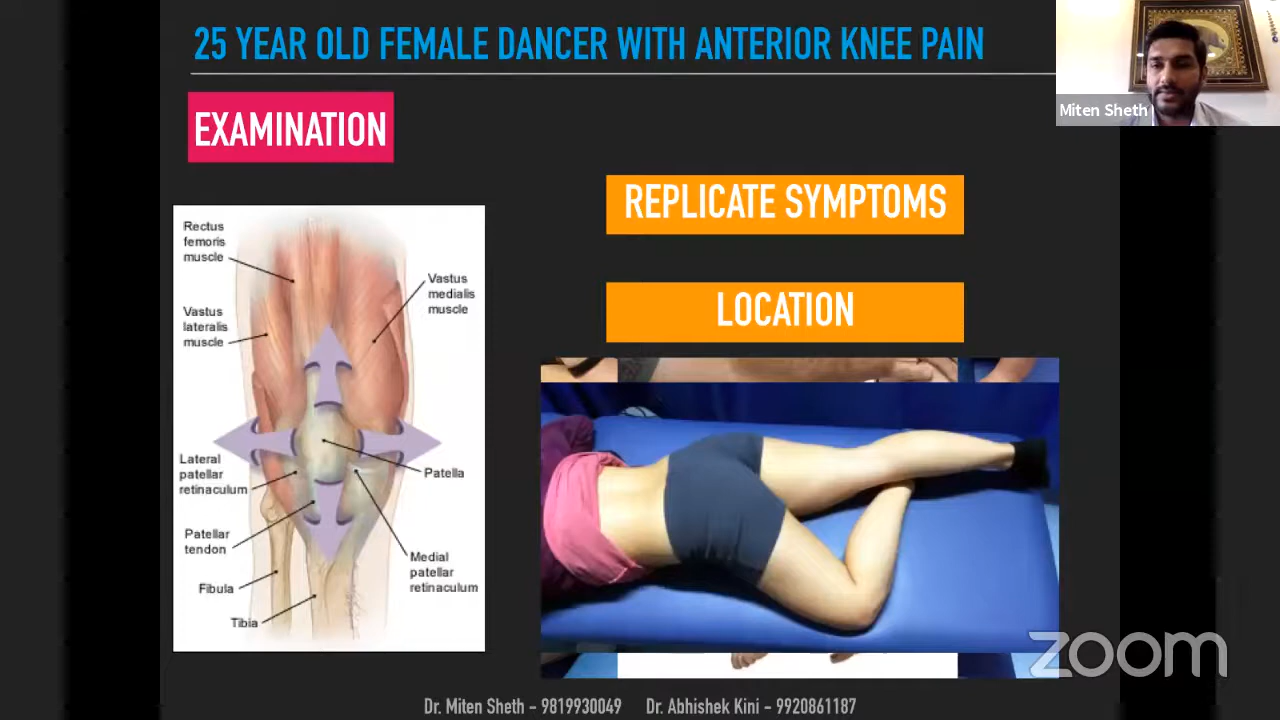 25 YEAR OLD FEMALE DANCER WITH ANTERIOR KNEE PAIN
Miten Sheth
EXAMINATION
REPLICATE SYMPTOMS
LOCATION
Rectus
femoris
muscle
Vastus
lateralis
muscle
Vastus
medialis
muscle
Lateral
patellar
retinaculum
Patella
Patellar
tendon
Medial
patellar
retinaculum
Fibula
Tibia
zoom
Dr. Miten Sheth - 9819930049 Dr. Abhishek Kini - 9920861187